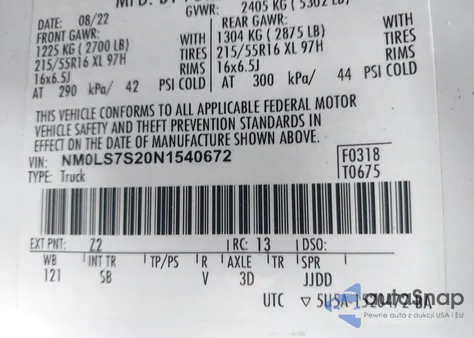 GVWR: 2405 KG ( 5302 LB)
DATE: 08/22
FRONT GAWR: REAR GAWR:
1225 KG ( 2700 LB) WITH 1304 KG ( 2875 LB) WITH
215/55R16 XL 97H TIRES 215/55R16 XL 97H TIRES
16x6.5J RIMS 16x6.5J RIMS
AT 290 kPa/ 42 PSI COLD AT 300 kPa/ 44 PSI COLD
THIS VEHICLE CONFORMS TO ALL APPLICABLE FEDERAL MOTOR
VEHICLE SAFETY AND THEFT PREVENTION STANDARDS IN
EFFECT ON THE DATE OF MANUFACTURE SHOWN ABOVE.
VIN: NM0LS7S20N1540672 F0318
TYPE: Truck T0675
EXT PNT: Z2 RC: 13 DSO:
WB INT TR TP/PS R AXLE TR SPR
121 SB V 3D JJDD
UTC ▽ 5USA
autoSnap
Pewne auta z aukcji USA i EU